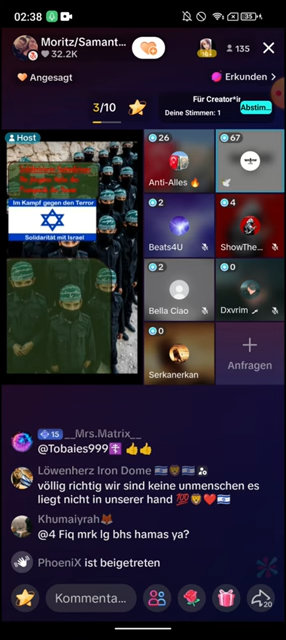 02:38
35
Moritz/Samant...
32.2K
135
Angesagt
Erkunden >
3/10
Für Creator*ir
Deine Stimmen: 1
Abstim...
Host
Im Kampf gegen den Terror
Solidarität mit Israel
26
Anti-Alles 🔥
67
2
Beats4U
4
ShowThe...
2
Bella Ciao
0
Dxvrim
0
Serkanerkan
+
Anfragen
15 __Mrs.Matrix__
@Tobaies999✝️ 👍👍
Löwenherz Iron Dome 🇮🇱🦁🇮🇱
völlig richtig wir sind keine unmenschen es
liegt nicht in unserer hand 💯🦁❤️🇮🇱
Khumaiyrah🦊
@4 Fiq mrk lg bhs hamas ya?
PhoeniX ist beigetreten
Kommenta...
20